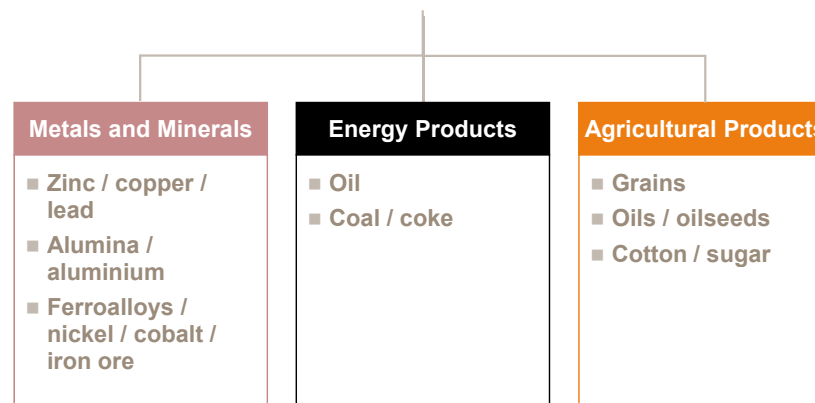 Metals and Minerals
Zinc / copper /
lead
Alumina /
aluminium
Ferroalloys /
nickel / cobalt /
iron ore
Energy Products
Oil
Coal / coke
Agricultural Products
Grains
Oils / oilseeds
Cotton / sugar